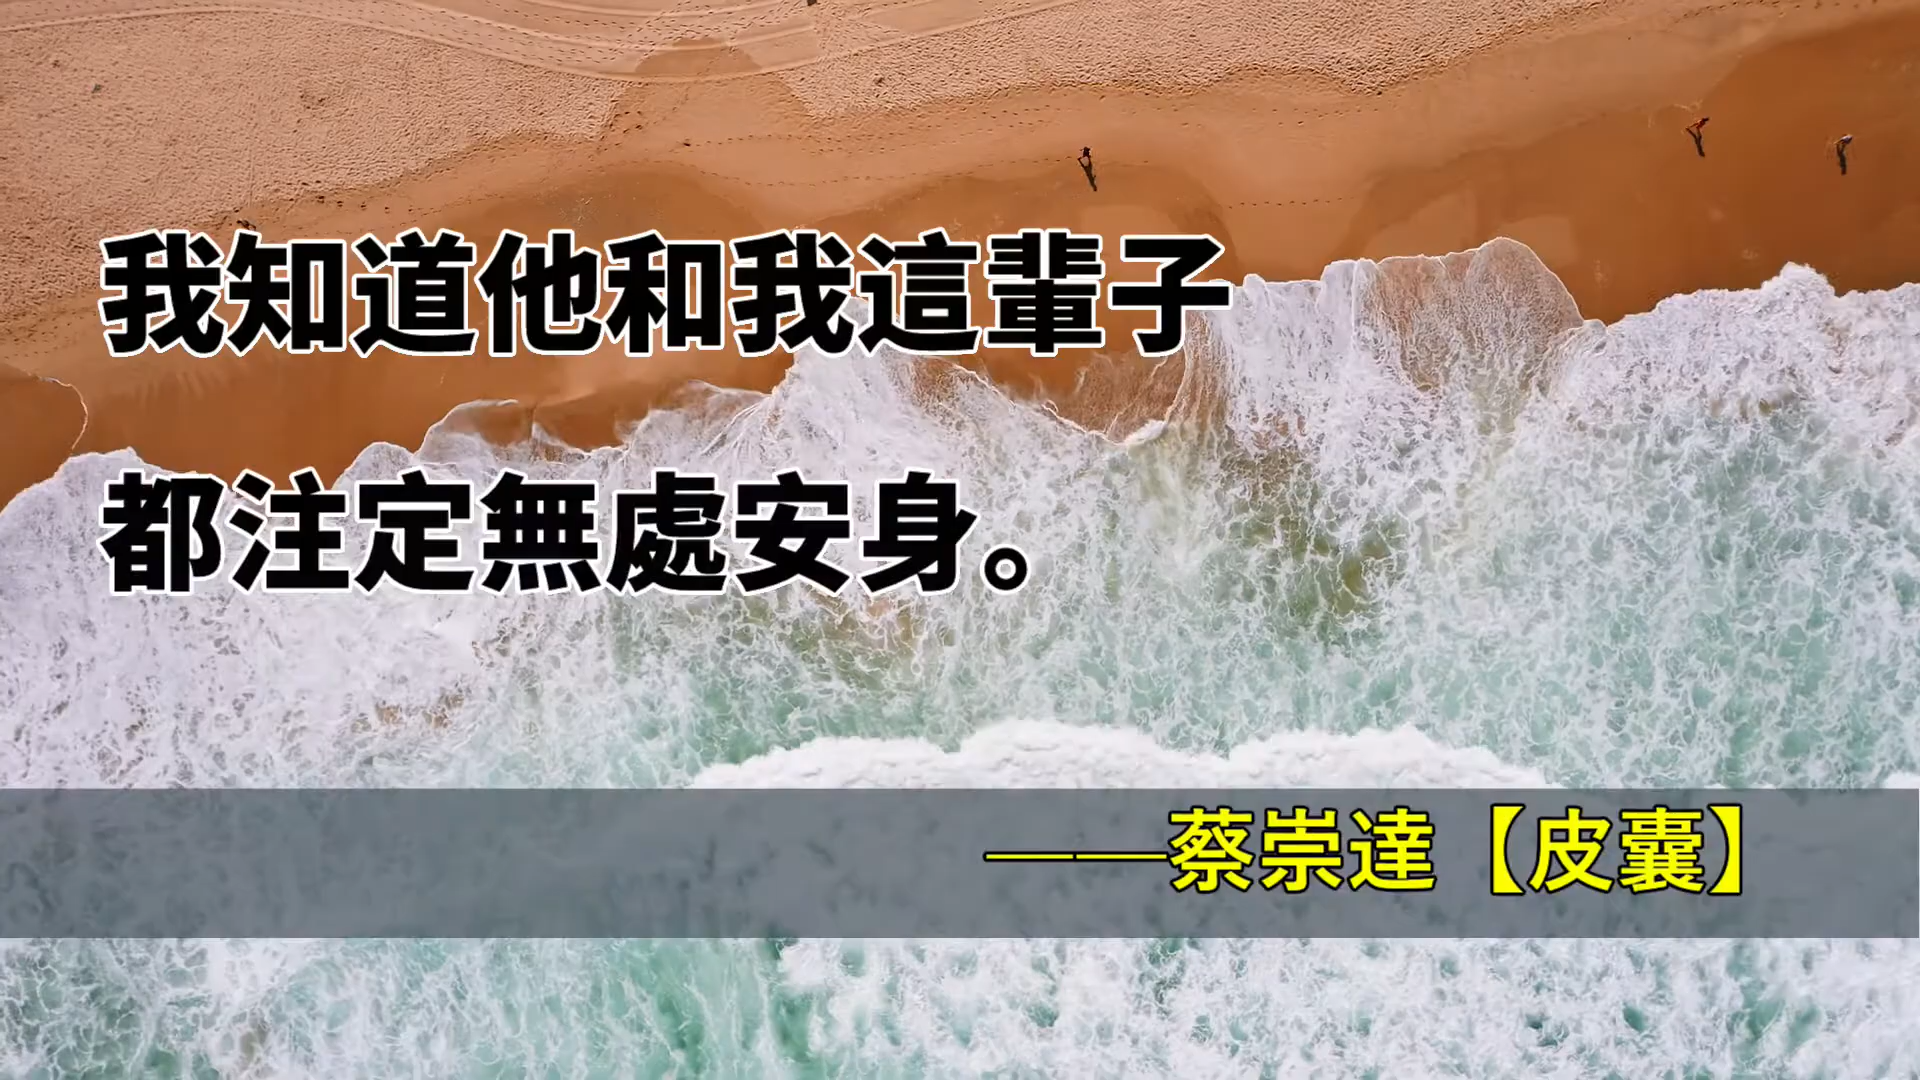 我知道他和我這輩子
都注定無處安身。
——蔡崇達【皮囊】